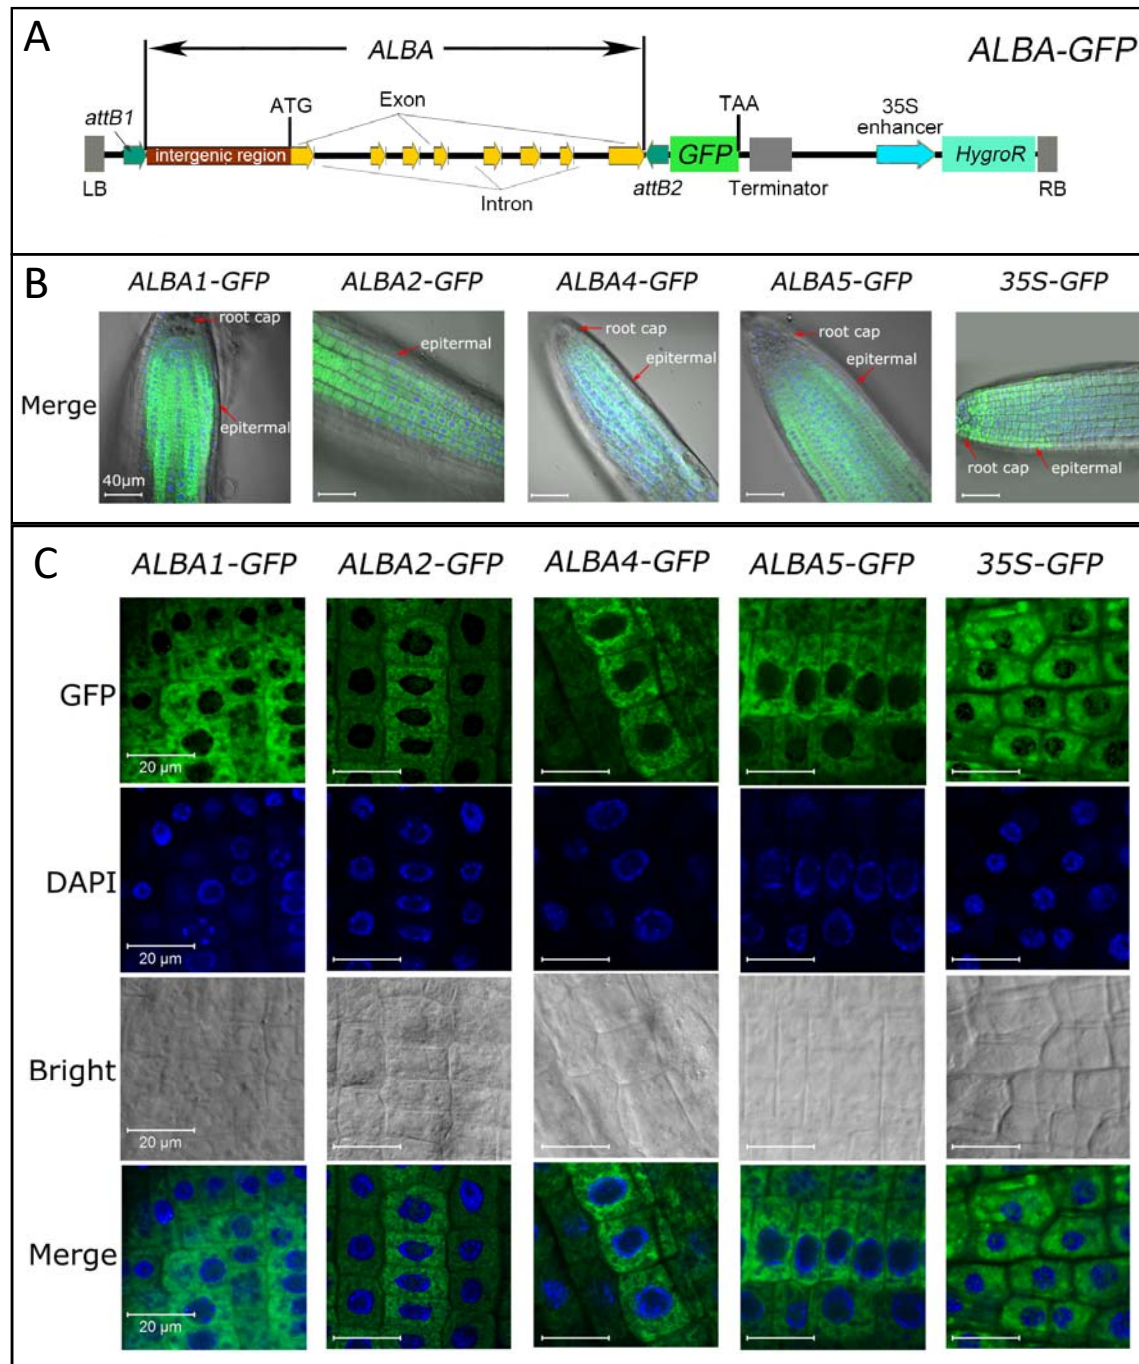 A
ALBA
ALBA-GFP
attB1
ATG
Exon
TAA
35S
enhancer
intergenic region
GFP
HygroR
LB
Intron
attB2
Terminator
RB
B
ALBA1-GFP
ALBA2-GFP
ALBA4-GFP
ALBA5-GFP
35S-GFP
Merge
root cap
epitermal
40μm
epitermal
root cap
epitermal
root cap
epitermal
root cap
epitermal
C
ALBA1-GFP
ALBA2-GFP
ALBA4-GFP
ALBA5-GFP
35S-GFP
GFP
20 μm
DAPI
20 μm
Bright
20 μm
Merge
20 μm